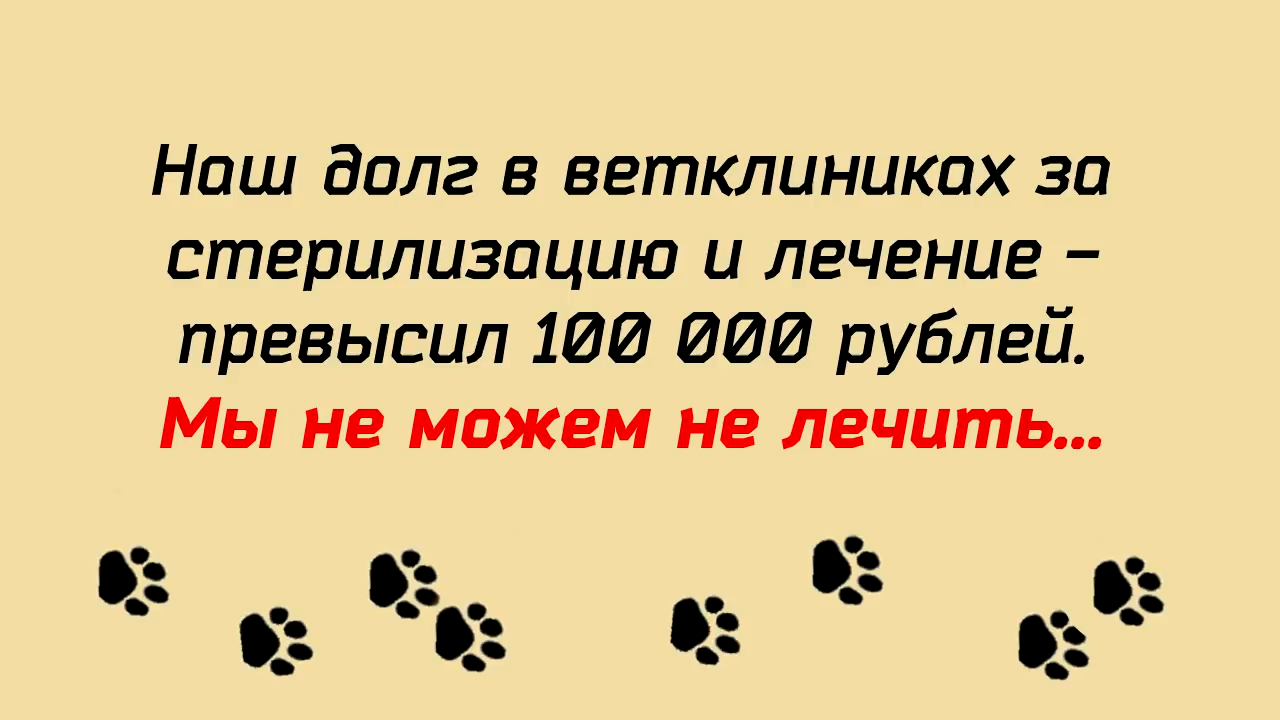 Наш долг в ветклиниках за
стерилизацию и лечение –
превысил 100 000 рублей.
Мы не можем не лечить...